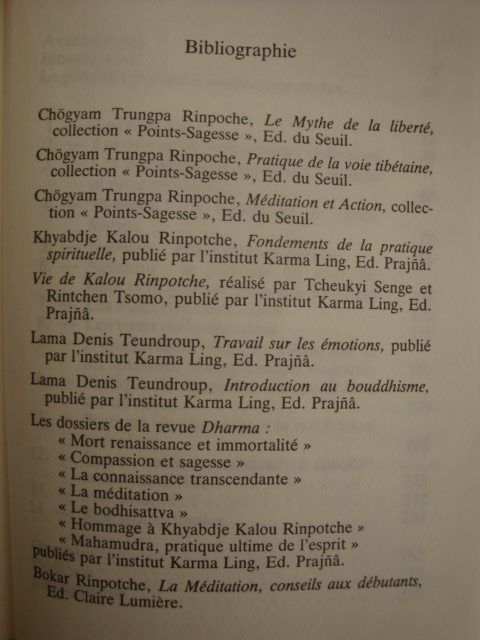 Bibliographie
Chögyam Trungpa Rinpoche, Le Mythe de la liberté,
collection « Points-Sagesse », Ed. du Seuil.
Chögyam Trungpa Rinpoche, Pratique de la voie tibétaine,
collection « Points-Sagesse », Ed. du Seuil.
Chögyam Trungpa Rinpoche, Méditation et Action, collec-
tion « Points-Sagesse », Ed. du Seuil.
Khyabdje Kalou Rinpotche, Fondements de la pratique
spirituelle, publié par l'institut Karma Ling, Ed. Prajñâ.
Vie de Kalou Rinpotche, réalisé par Tcheukyi Senge et
Rintchen Tsomo, publié par l'institut Karma Ling, Ed.
Prajñâ.
Lama Denis Teundroup, Travail sur les émotions, publié
par l'institut Karma Ling, Ed. Prajñâ.
Lama Denis Teundroup, Introduction au bouddhisme,
publié par l'institut Karma Ling, Ed. Prajñâ.
Les dossiers de la revue Dharma :
« Mort renaissance et immortalité »
« Compassion et sagesse »
« La connaissance transcendante »
« La méditation »
« Le bodhisattva »
« Hommage à Khyabdje Kalou Rinpotche »
« Mahamudra, pratique ultime de l'esprit »
publiés par l'institut Karma Ling, Ed. Prajñâ.
Bokar Rinpotche, La Méditation, conseils aux débutants,
Ed. Claire Lumière.